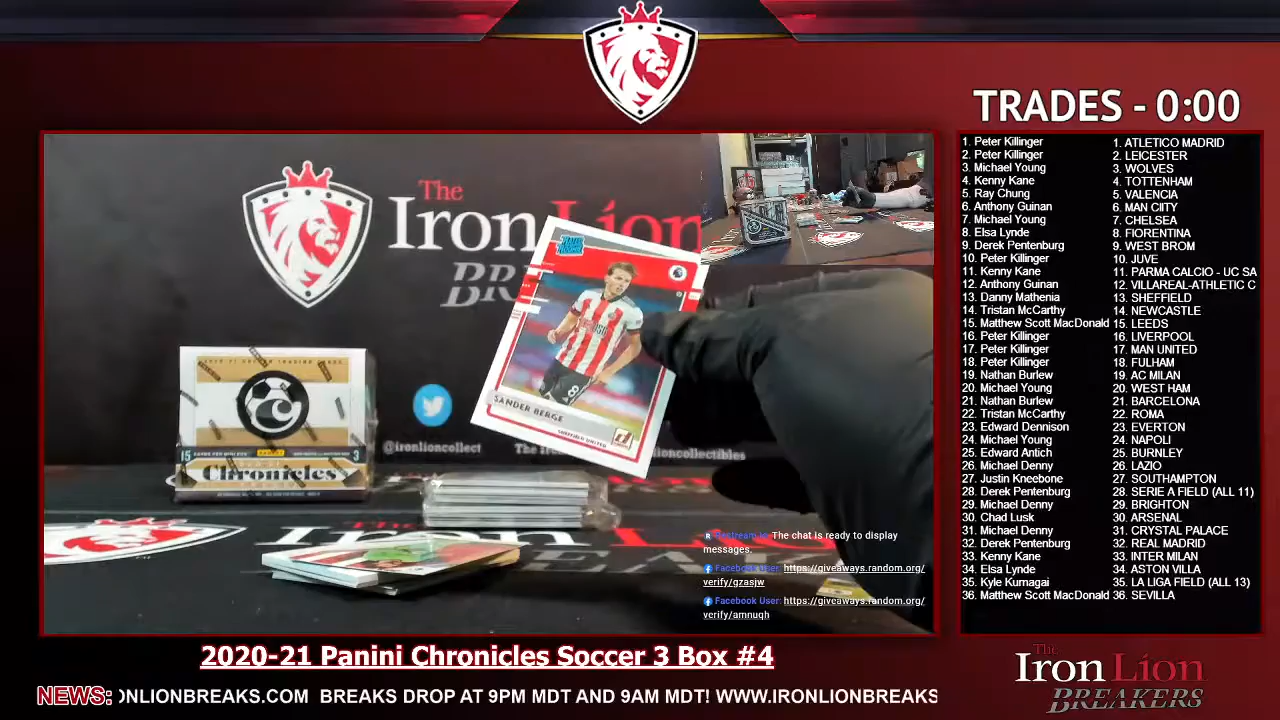 TRADES - 0:00
The
Iron Lion
BR
SANDER BERGE
SHEFFIELD UNITED
15
3
Chronicles
@ironlioncollect
The Ir
lioncollectibles
The chat is ready to display
messages.
Facebook User: https://giveaways.random.org/
verify/gzasjw
Facebook User: https://giveaways.random.org/
verify/amnuqh
1. Peter Killinger 1. ATLETICO MADRID
2. Peter Killinger 2. LEICESTER
3. Michael Young 3. WOLVES
4. Kenny Kane 4. TOTTENHAM
5. Ray Chung 5. VALENCIA
6. Anthony Guinan 6. MAN CITY
7. Michael Young 7. CHELSEA
8. Elsa Lynde 8. FIORENTINA
9. Derek Pentenburg 9. WEST BROM
10. Peter Killinger 10. JUVE
11. Kenny Kane 11. PARMA CALCIO - UC SA
12. Anthony Guinan 12. VILLAREAL-ATHLETIC C
13. Danny Mathenia 13. SHEFFIELD
14. Tristan McCarthy 14. NEWCASTLE
15. Matthew Scott MacDonald 15. LEEDS
16. Peter Killinger 16. LIVERPOOL
17. Peter Killinger 17. MAN UNITED
18. Peter Killinger 18. FULHAM
19. Nathan Burlew 19. AC MILAN
20. Michael Young 20. WEST HAM
21. Nathan Burlew 21. BARCELONA
22. Tristan McCarthy 22. ROMA
23. Edward Dennison 23. EVERTON
24. Michael Young 24. NAPOLI
25. Edward Antich 25. BURNLEY
26. Michael Denny 26. LAZIO
27. Justin Kneebone 27. SOUTHAMPTON
28. Derek Pentenburg 28. SERIE A FIELD (ALL 11)
29. Michael Denny 29. BRIGHTON
30. Chad Lusk 30. ARSENAL
31. Michael Denny 31. CRYSTAL PALACE
32. Derek Pentenburg 32. REAL MADRID
33. Kenny Kane 33. INTER MILAN
34. Elsa Lynde 34. ASTON VILLA
35. Kyle Kumagai 35. LA LIGA FIELD (ALL 13)
36. Matthew Scott MacDonald 36. SEVILLA
2020-21 Panini Chronicles Soccer 3 Box #4
NEWS: ONLIONBREAKS.COM BREAKS DROP AT 9PM MDT AND 9AM MDT! WWW.IRONLIONBREAKS
The
Iron Lion
BREAKERS